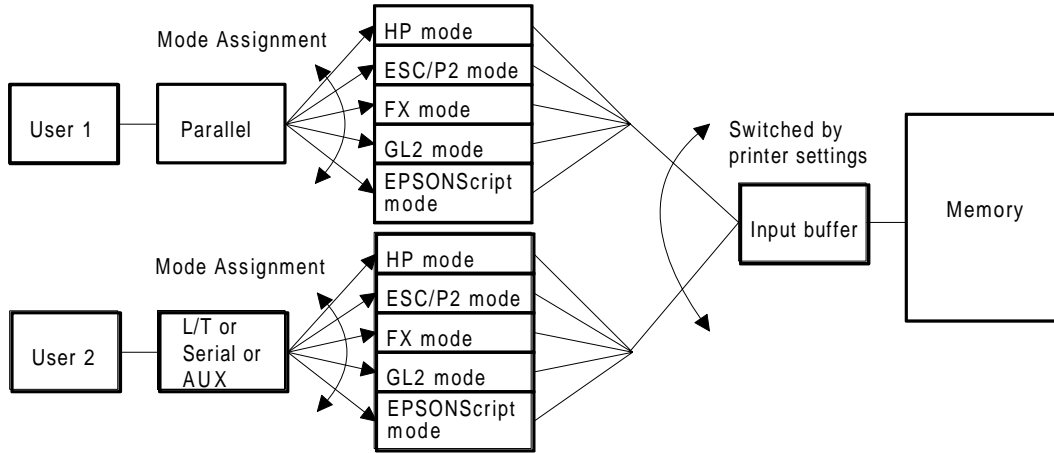 Mode Assignment
User 1
Parallel
HP mode
ESC/P2 mode
FX mode
GL2 mode
EPSONScript
mode
Switched by
printer settings
Input buffer
Memory
Mode Assignment
User 2
L/T or
Serial or
AUX
HP mode
ESC/P2 mode
FX mode
GL2 mode
EPSONScript
mode